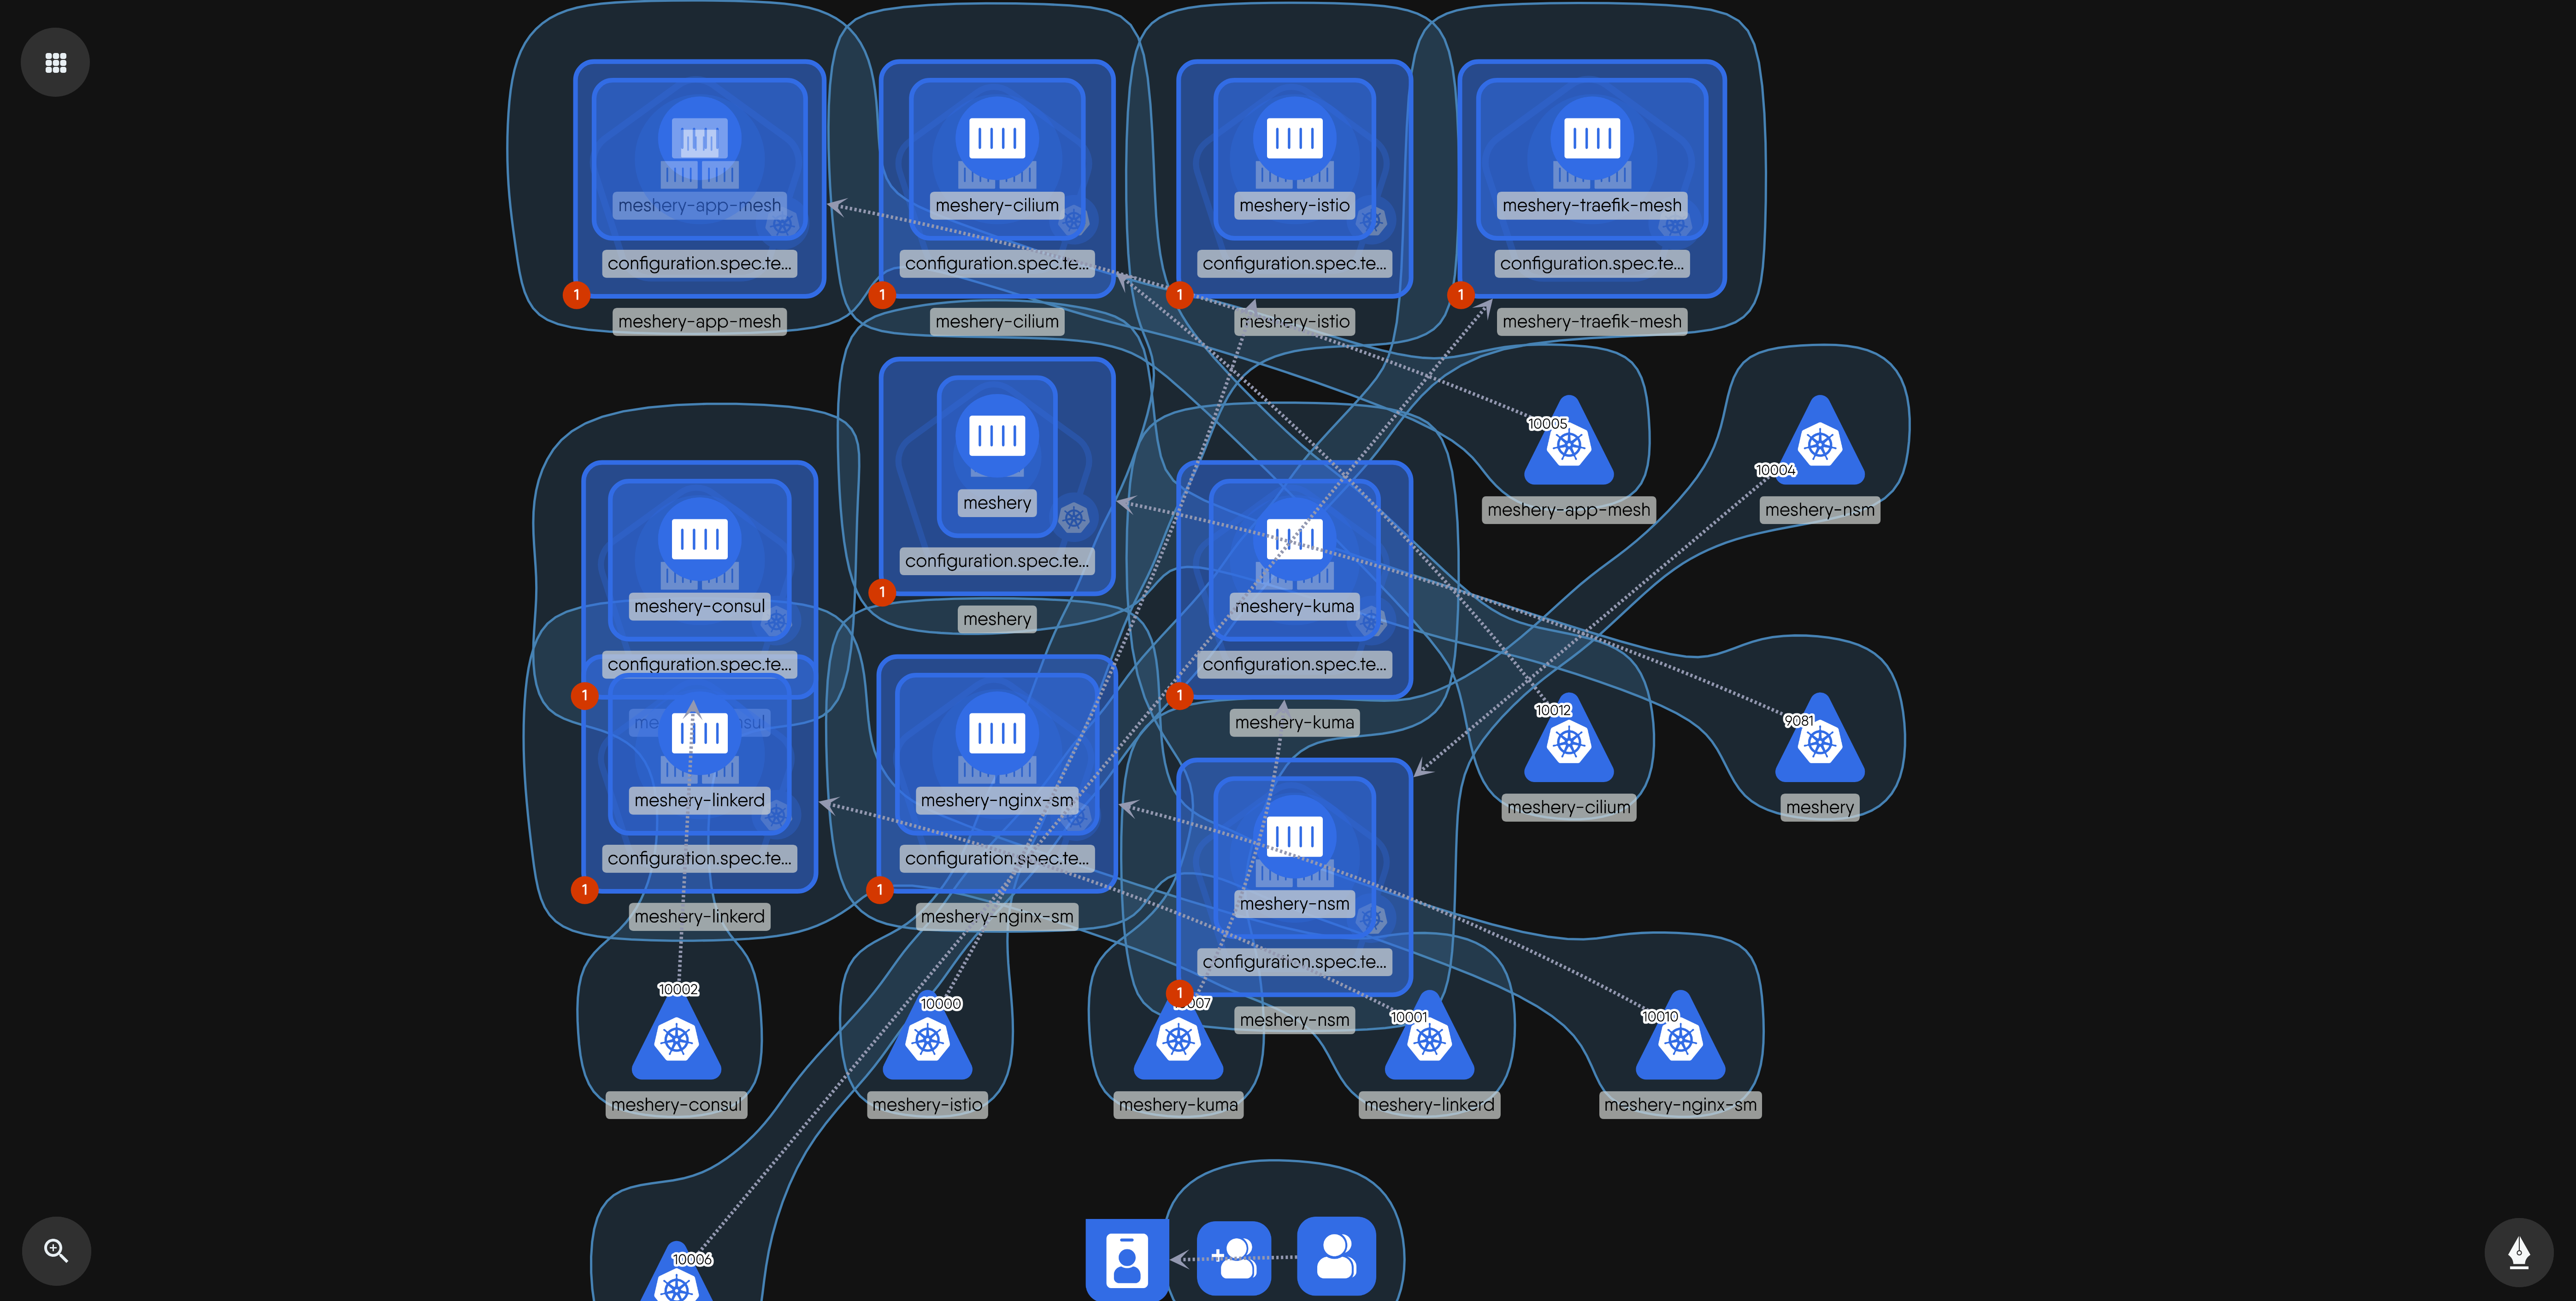 meshery-app-mesh
meshery-cilium
meshery-istio
meshery-traefik-mesh
configuration.spec.te...
configuration.spec.te...
configuration.spec.te...
configuration.spec.te...
1
1
1
1
meshery-app-mesh
meshery-cilium
meshery-istio
meshery-traefik-mesh
10005
10004
meshery
meshery-app-mesh
meshery-nsm
configuration.spec.te...
1
meshery
meshery-consul
meshery-kuma
configuration.spec.te...
configuration.spec.te...
1
1
meshery-kuma
10012
9081
meshery-linkerd
meshery-nginx-sm
meshery-cilium
meshery
configuration.spec.te...
configuration.spec.te...
1
1
meshery-linkerd
meshery-nginx-sm
meshery-nsm
configuration.spec.te...
1
meshery-nsm
10002
10000
10001
10010
meshery-consul
meshery-istio
meshery-kuma
meshery-linkerd
meshery-nginx-sm
10006